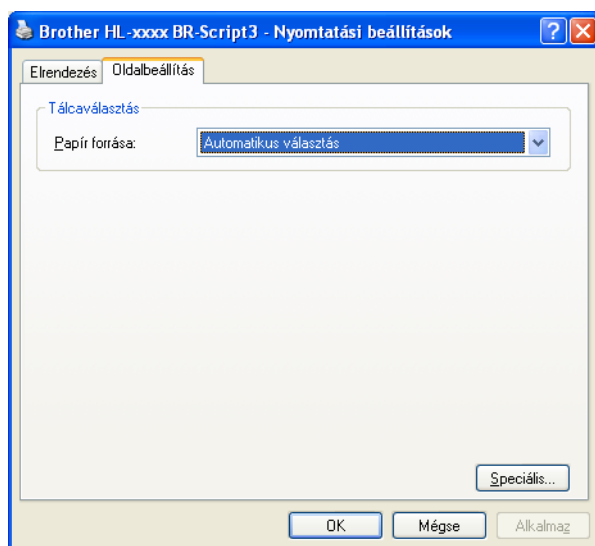 Brother HL-xxxx BR-Script3 - Nyomtatási beállítások
Elrendezés Oldalbeállítás
Tálcaválasztás
Papír forrása: Automatikus választás
Speciális...
OK Mégse Alkalmaz